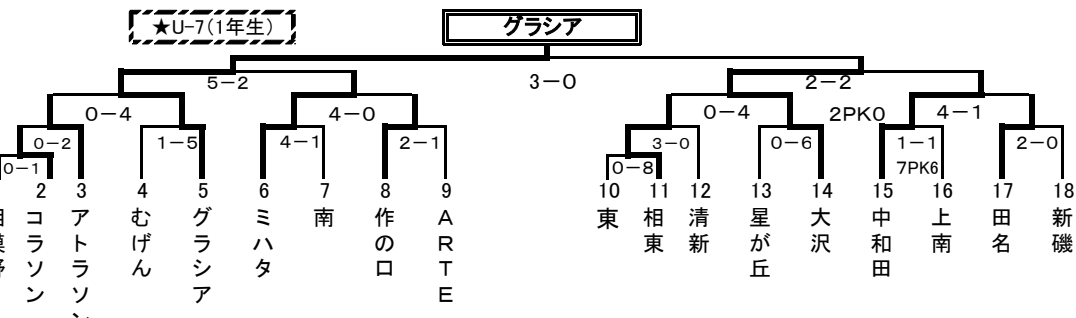 ★U-7(1年生)
グラシア
5-2
3-0
2-2
2PK0
0-4
4-0
0-4
4-1
0-2
1-5
4-1
2-1
3-0
0-6
1-1
7PK6
2-0
0-1
0-8
2
3
4
5
6
7
8
9
10
11
12
13
14
15
16
17
18
コラソン
アトラソン
むげん
グラシア
ミハタ
南
作の口
ARTE
東
相東
清新
星が丘
大沢
中和田
上南
田名
新磯